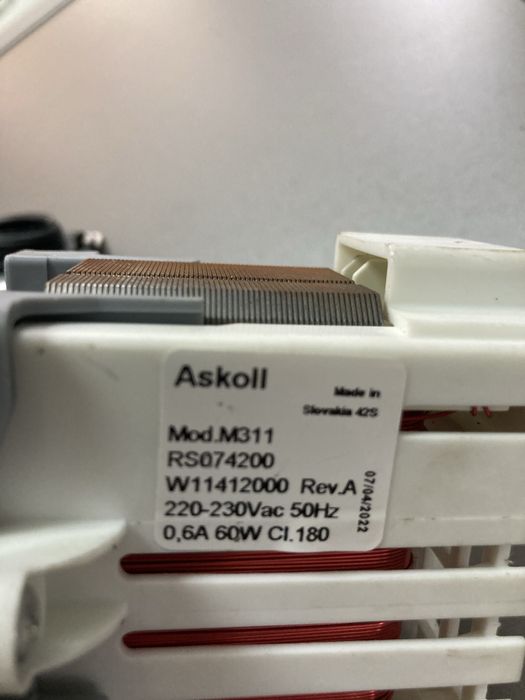 Askoll
Made in
Slovakia 42S
Mod.M311
RS074200
W11412000 Rev.A
220-230Vac 50Hz
0,6A 60W Cl.180
07/04/2022